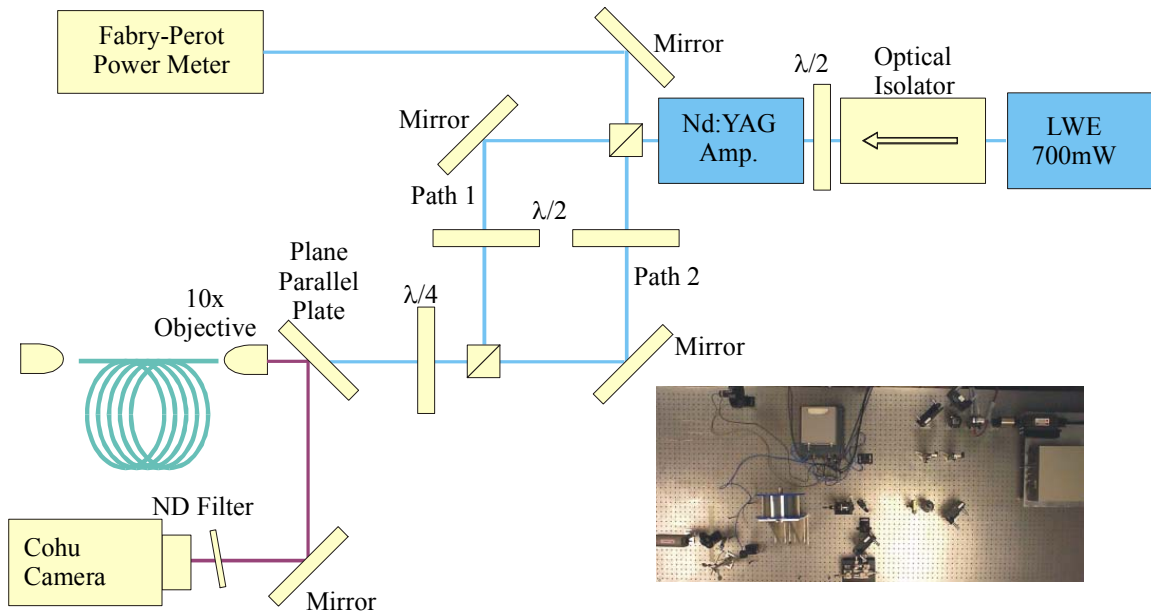 Fabry-Perot
Power Meter
Mirror
Optical
Isolator
λ/2
Mirror
Nd:YAG
Amp.
LWE
700mW
Path 1
λ/2
Plane
Parallel
Plate
Path 2
λ/4
10x
Objective
Mirror
ND Filter
Cohu
Camera
Mirror